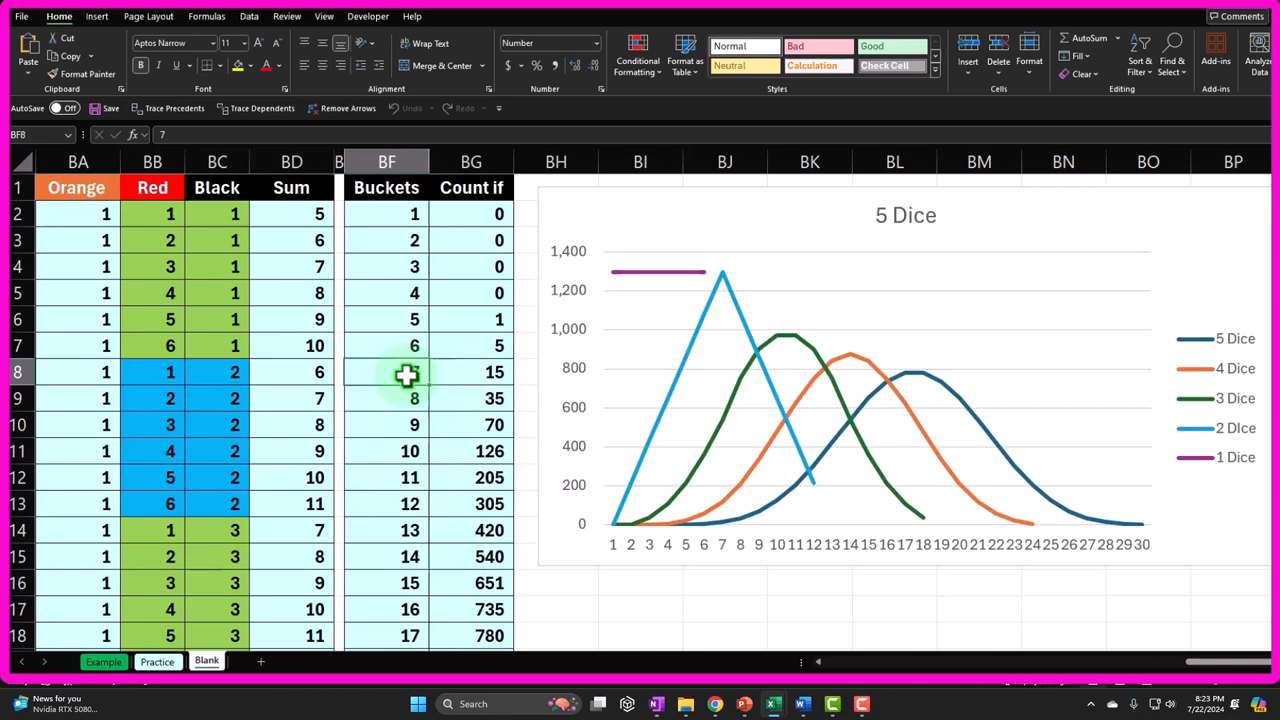 File Home Insert Page Layout Formulas Data Review View Developer Help Comments
Cut
Copy
Format Painter
Paste
Clipboard
Aptos Narrow 11 A A
B I U A
Font
Wrap Text
Merge & Center
Alignment
Number
$ % 9
Number
Conditional Formatting
Format as Table
Normal Bad Good
Neutral Calculation Check Cell
Styles
Insert Delete Format
Cells
AutoSum
Fill
Clear
Sort & Filter
Find & Select
Editing
Add-ins
Add-ins
Analyze Data
AutoSave Off Save Trace Precedents Trace Dependents Remove Arrows Undo Redo
BF8 fx 7
BA BB BC BD B BF BG BH BI BJ BK BL BM BN BO BP
1 Orange Red Black Sum Buckets Count if
2 1 1 1 5 1 0
3 1 2 1 6 2 0
4 1 3 1 7 3 0
5 1 4 1 8 4 0
6 1 5 1 9 5 1
7 1 6 1 10 6 5
8 1 1 2 6 15
9 1 2 2 7 8 35
10 1 3 2 8 9 70
11 1 4 2 9 10 126
12 1 5 2 10 11 205
13 1 6 2 11 12 305
14 1 1 3 7 13 420
15 1 2 3 8 14 540
16 1 3 3 9 15 651
17 1 4 3 10 16 735
18 1 5 3 11 17 780
5 Dice
1,400
1,200
1,000
800
600
400
200
0
1 2 3 4 5 6 7 8 9 10 11 12 13 14 15 16 17 18 19 20 21 22 23 24 25 26 27 28 29 30
5 Dice
4 Dice
3 Dice
2 DIce
1 Dice
Example Practice Blank
News for you
Nvidia RTX 5080...
Search
8:23 PM
7/22/2024